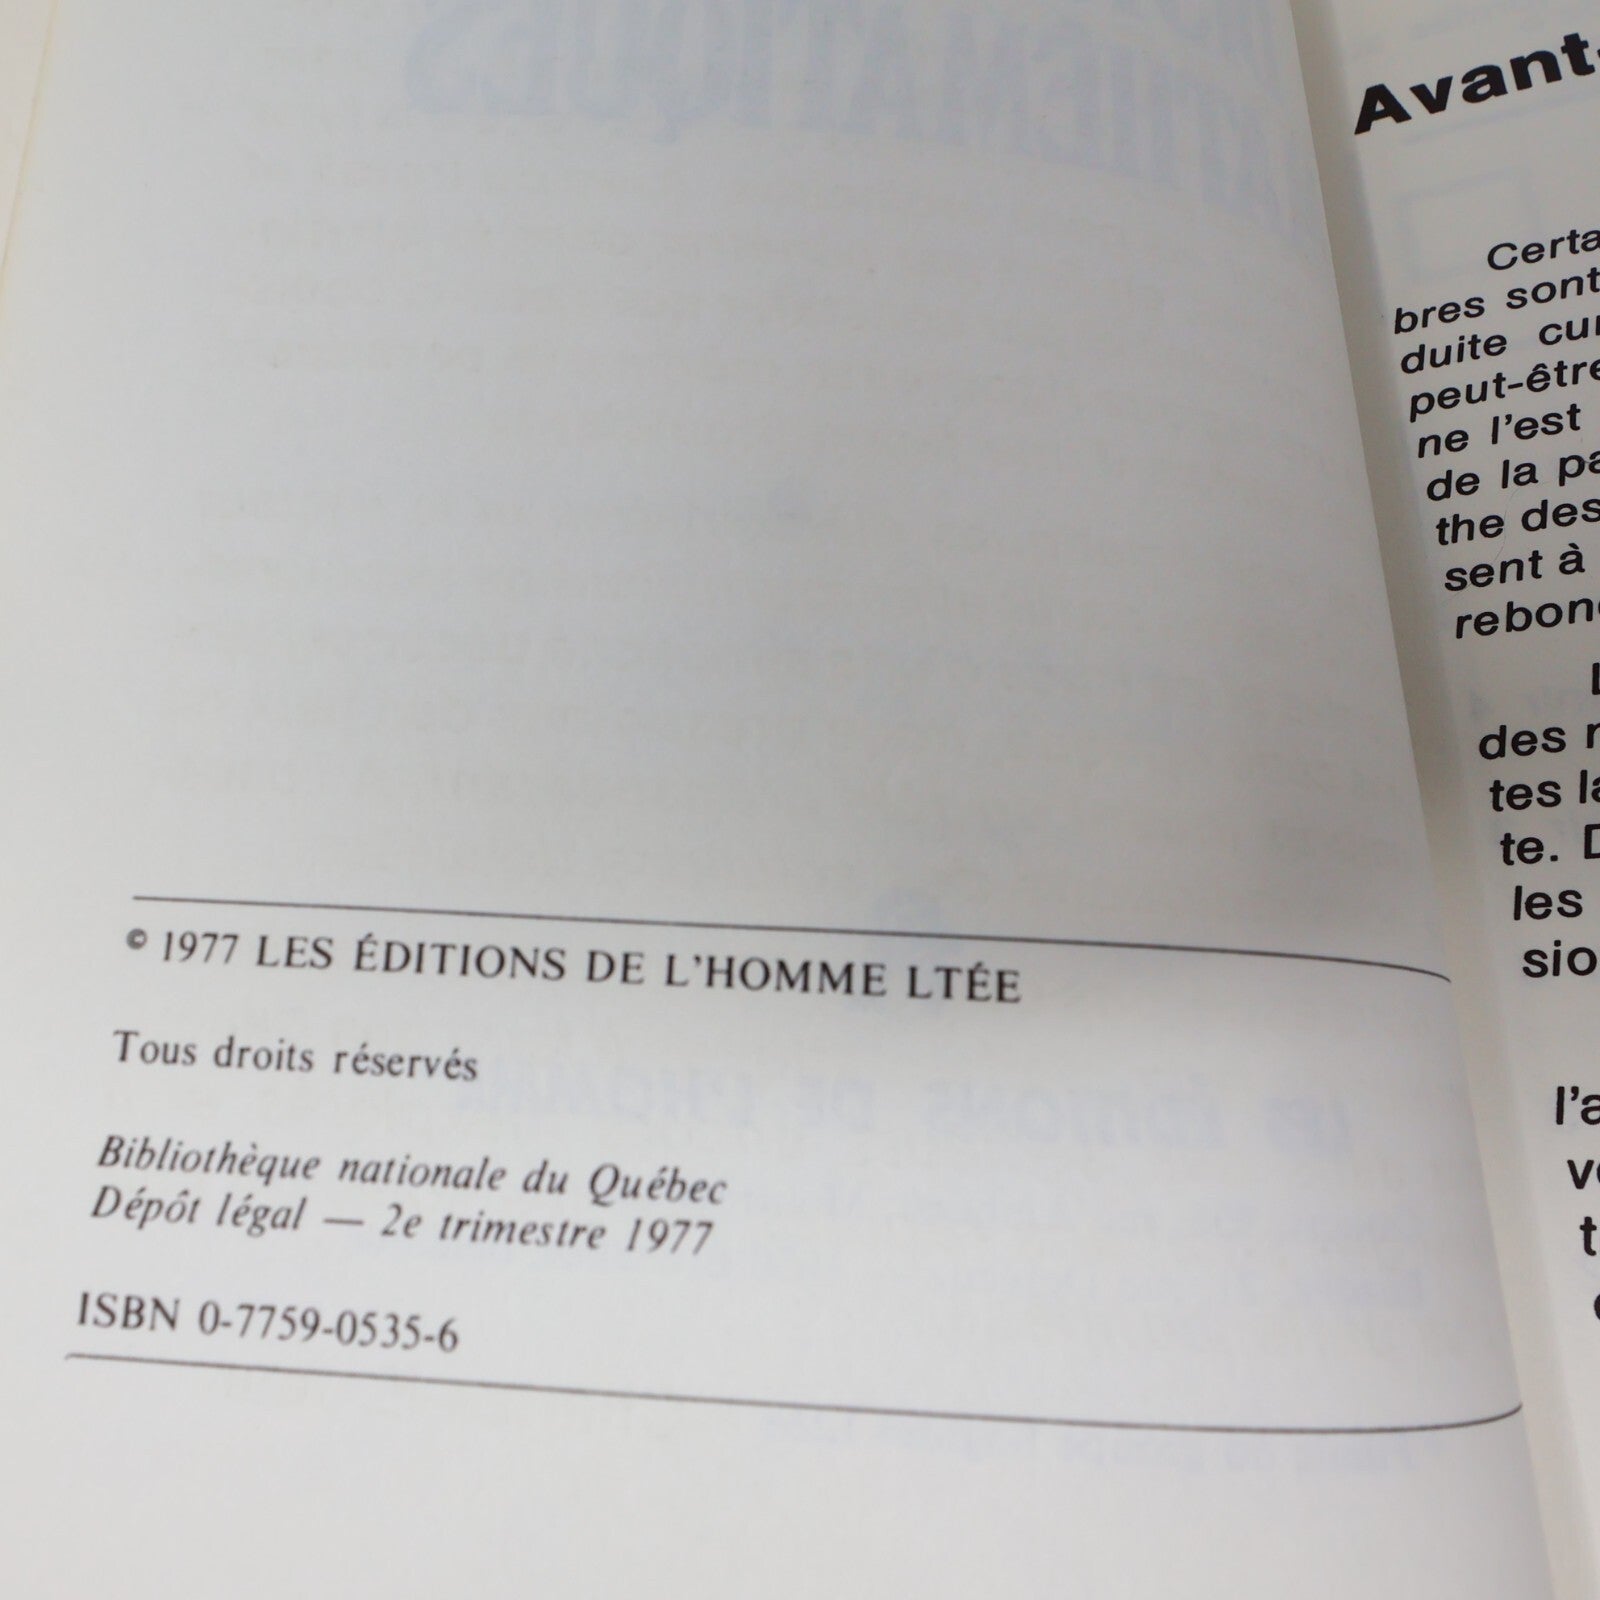 © 1977 LES ÉDITIONS DE L'HOMME LTÉE
Tous droits réservés
Bibliothèque nationale du Québec
Dépôt légal — 2e trimestre 1977
ISBN 0-7759-0535-6
Avant-
Certa
bres sont
duite cur
peut-être
ne l'est
de la pa
the des
sent à
rebon
L
des
tes la
te. D
les
sio
l'a
v
t